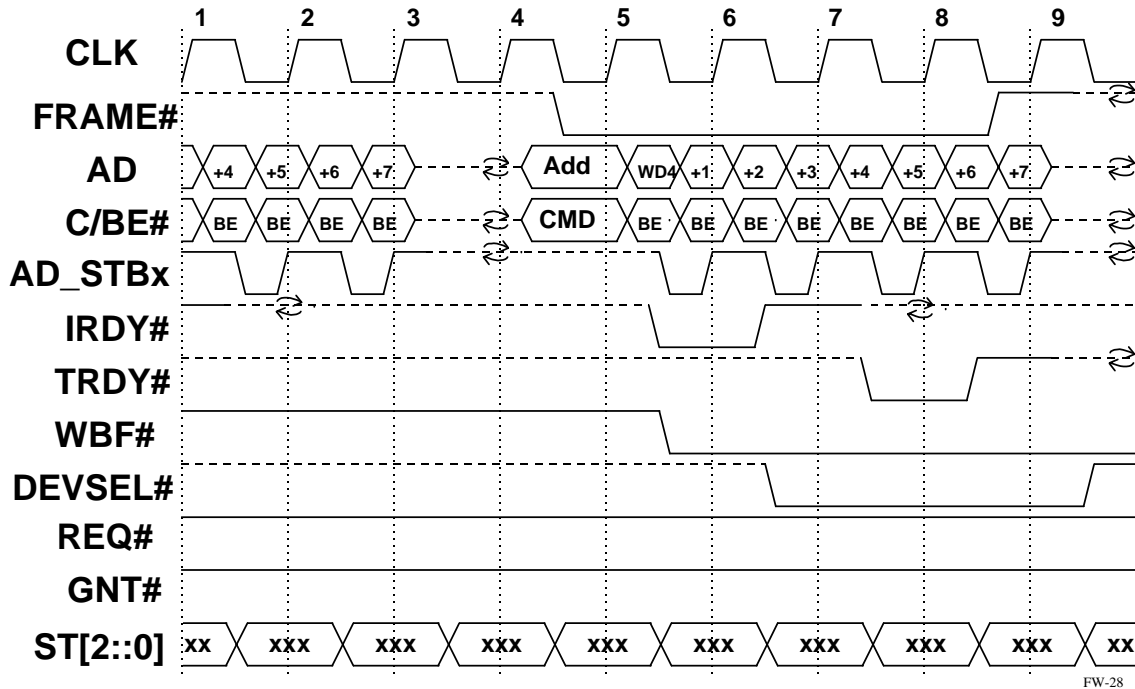 1 2 3 4 5 6 7 8 9
CLK
FRAME#
AD +4 +5 +6 +7 Add WD4 +1 +2 +3 +4 +5 +6 +7
C/BE# BE BE BE BE CMD BE BE BE BE BE BE BE BE
AD_STBx
IRDY#
TRDY#
WBF#
DEVSEL#
REQ#
GNT#
ST[2::0] xx xxx xxx xxx xxx xxx xxx xxx xxx xx
FW-28